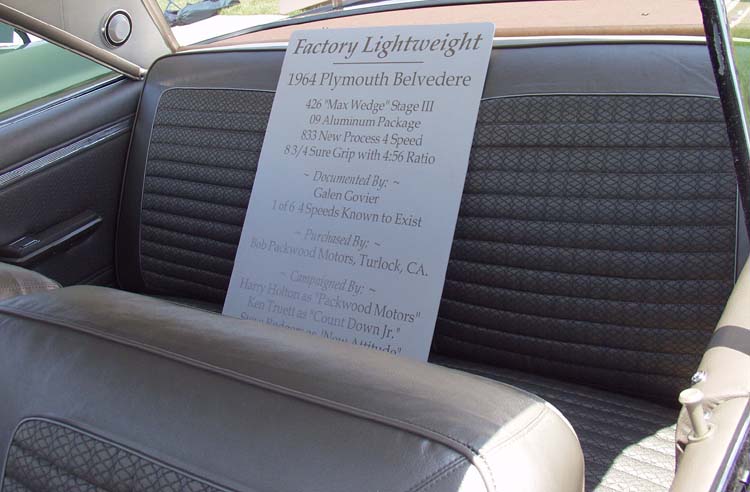 Factory Lightweight
1964 Plymouth Belvedere
426 "Max Wedge" Stage III
09 Aluminum Package
833 New Process 4 Speed
8 3/4 Sure Grip with 4:56 Ratio
~ Documented By: ~
Galen Govier
1 of 6 4 Speeds Known to Exist
~ Purchased By: ~
Bob Packwood Motors, Turlock, CA.
~ Campaigned By: ~
Harry Holton as "Packwood Motors"
Ken Truett as "Count Down Jr."
as "New Attitude"